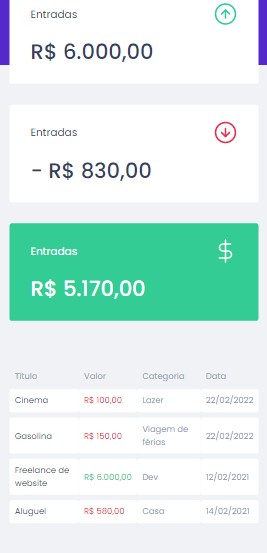 Entradas
R$ 6.000,00
Entradas
- R$ 830,00
Entradas
R$ 5.170,00
Título Valor Categoria Data
Cinema R$ 100,00 Lazer 22/02/2022
Gasolina R$ 150,00 Viagem de férias 22/02/2022
Freelance de website R$ 6.000,00 Dev 12/02/2021
Aluguel R$ 580,00 Casa 14/02/2021